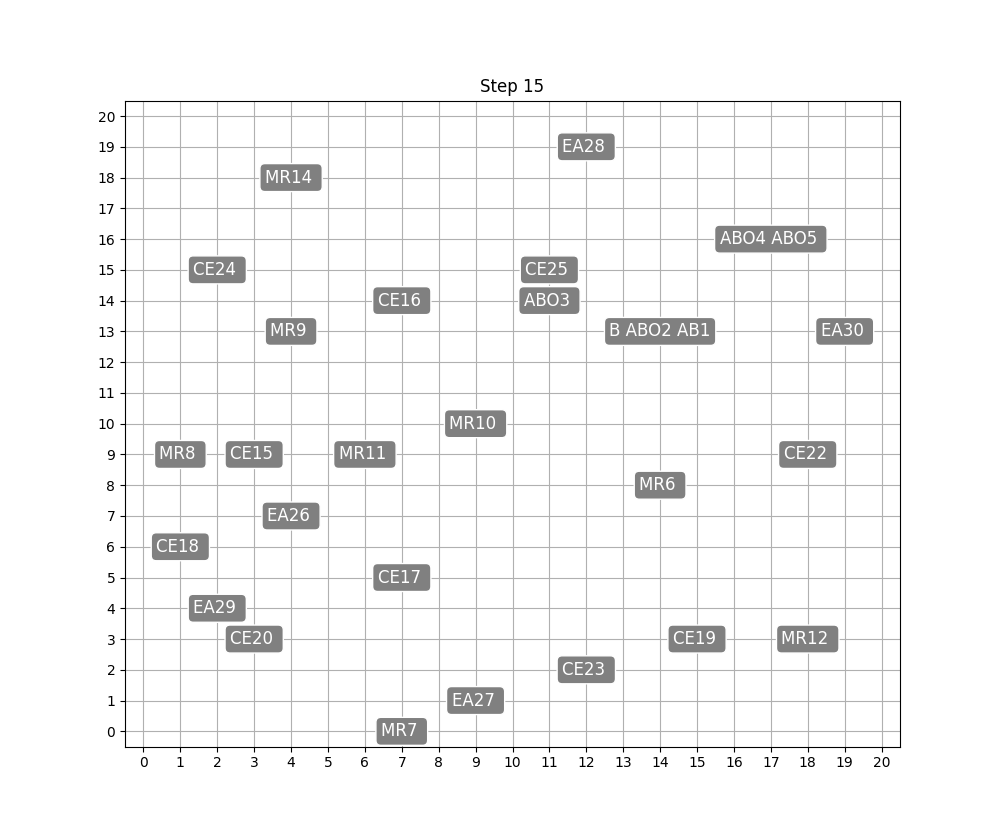 Step 15
20
19 EA28
18 MR14
17
16 ABO4 ABO5
15 CE24 CE25
14 CE16 ABO3
13 MR9 B ABO2 AB1 EA30
12
11
10 MR10
9 MR8 CE15 MR11 CE22
8 MR6
7 EA26
6 CE18
5 CE17
4 EA29
3 CE20 CE19 MR12
2 CE23
1 EA27
0 MR7
0 1 2 3 4 5 6 7 8 9 10 11 12 13 14 15 16 17 18 19 20